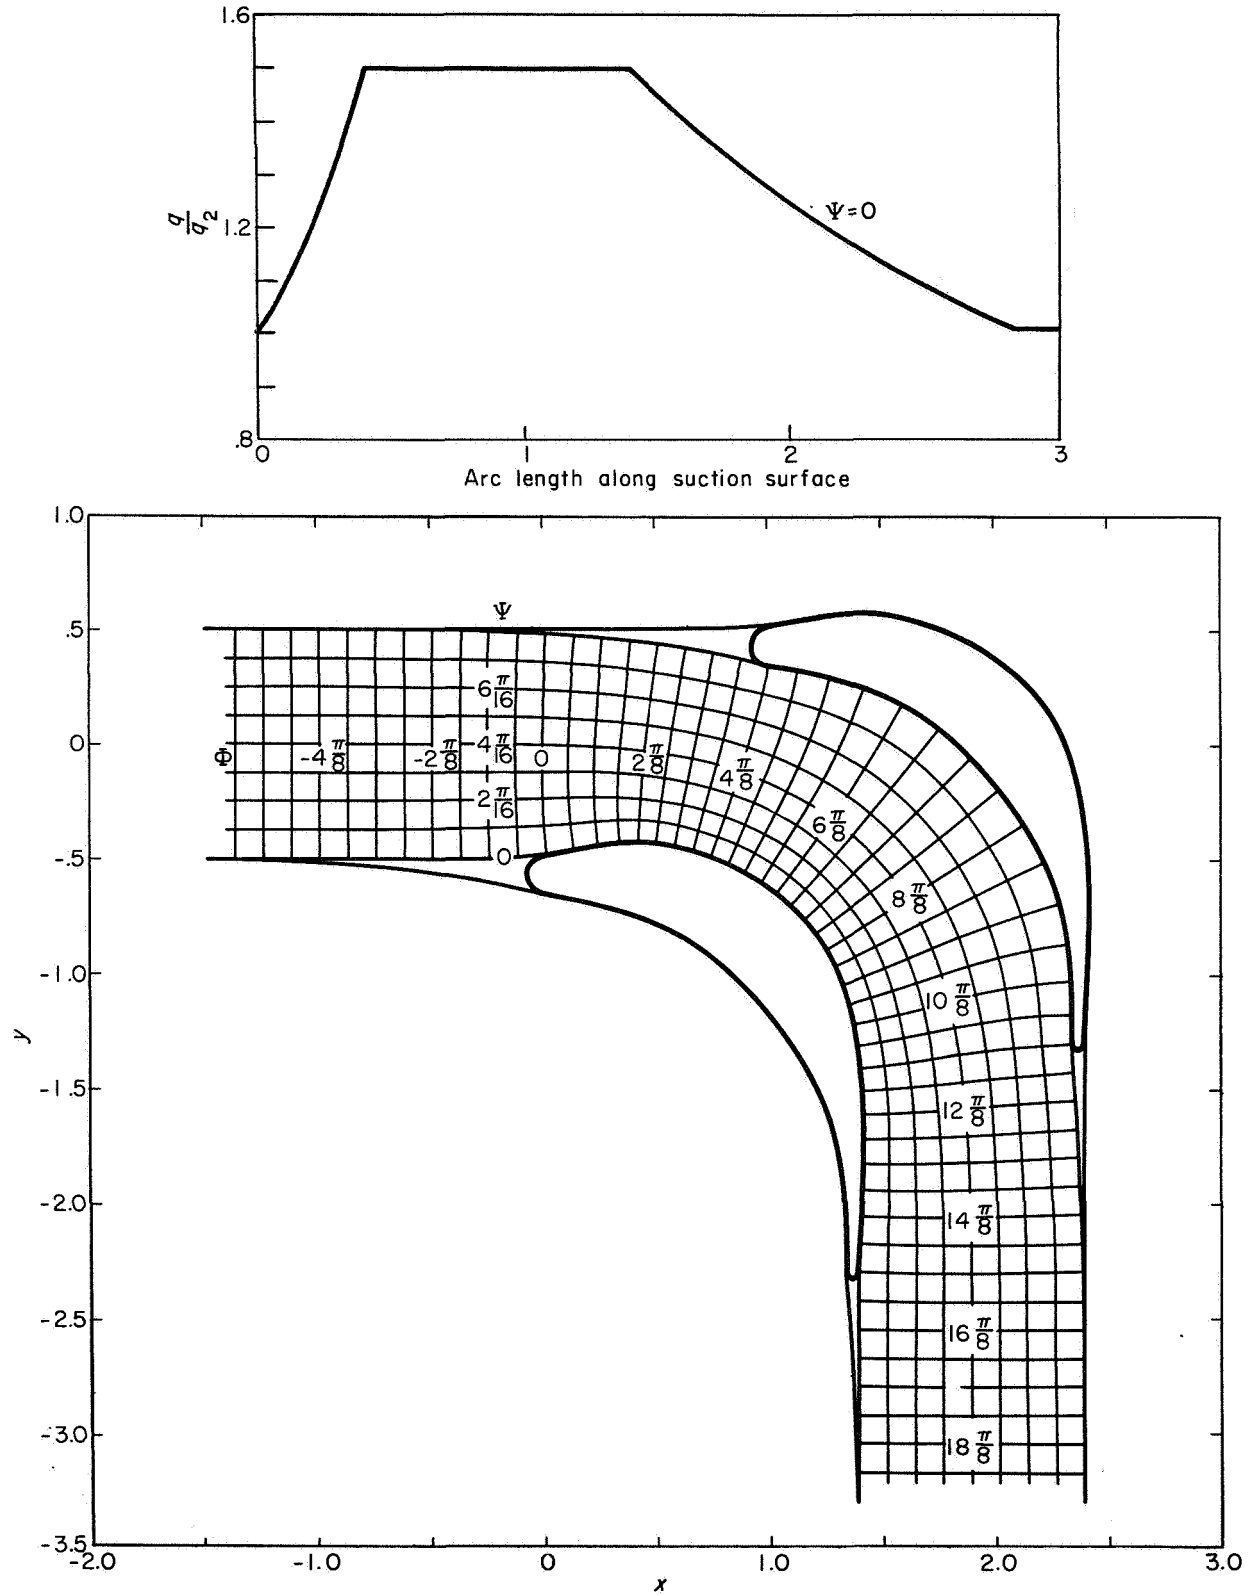 1.6
q/q2
1.2
Ψ=0
.8
0 1 2 3
Arc length along suction surface
1.0
Ψ
.5
6 π/16
0
Φ -4 π/8 -2 π/8 4 π/16 0 2 π/8 4 π/8
2 π/16
6 π/8
-.5
0
8 π/8
-1.0
10 π/8
y
-1.5
12 π/8
-2.0
14 π/8
-2.5
16 π/8
-3.0
18 π/8
-3.5
-2.0 -1.0 0 1.0 2.0 3.0
x